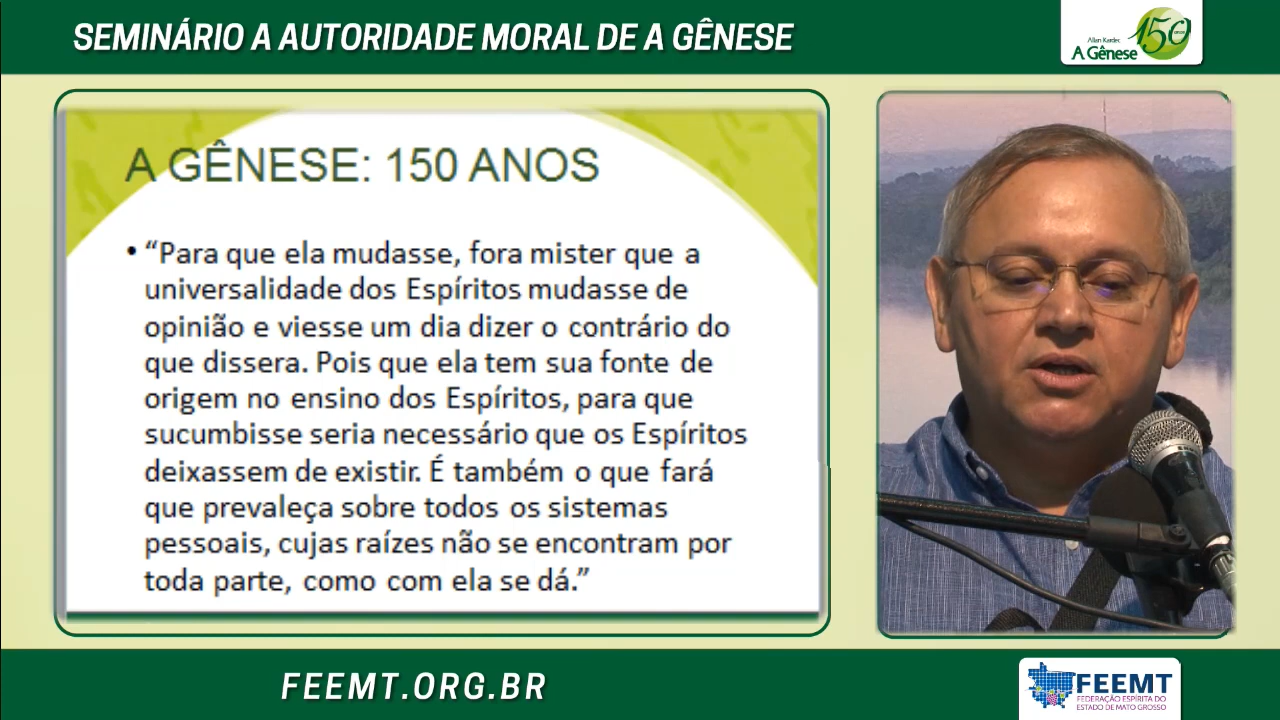 SEMINÁRIO A AUTORIDADE MORAL DE A GÊNESE
Allan Kardec
A Gênese
150
A GÊNESE: 150 ANOS
• “Para que ela mudasse, fora mister que a
universalidade dos Espíritos mudasse de
opinião e viesse um dia dizer o contrário do
que dissera. Pois que ela tem sua fonte de
origem no ensino dos Espíritos, para que
sucumbisse seria necessário que os Espíritos
deixassem de existir. É também o que fará
que prevaleça sobre todos os sistemas
pessoais, cujas raízes não se encontram por
toda parte, como com ela se dá.”
FEEMT.ORG.BR
FEEMT
FEDERAÇÃO ESPÍRITA DO
ESTADO DE MATO GROSSO